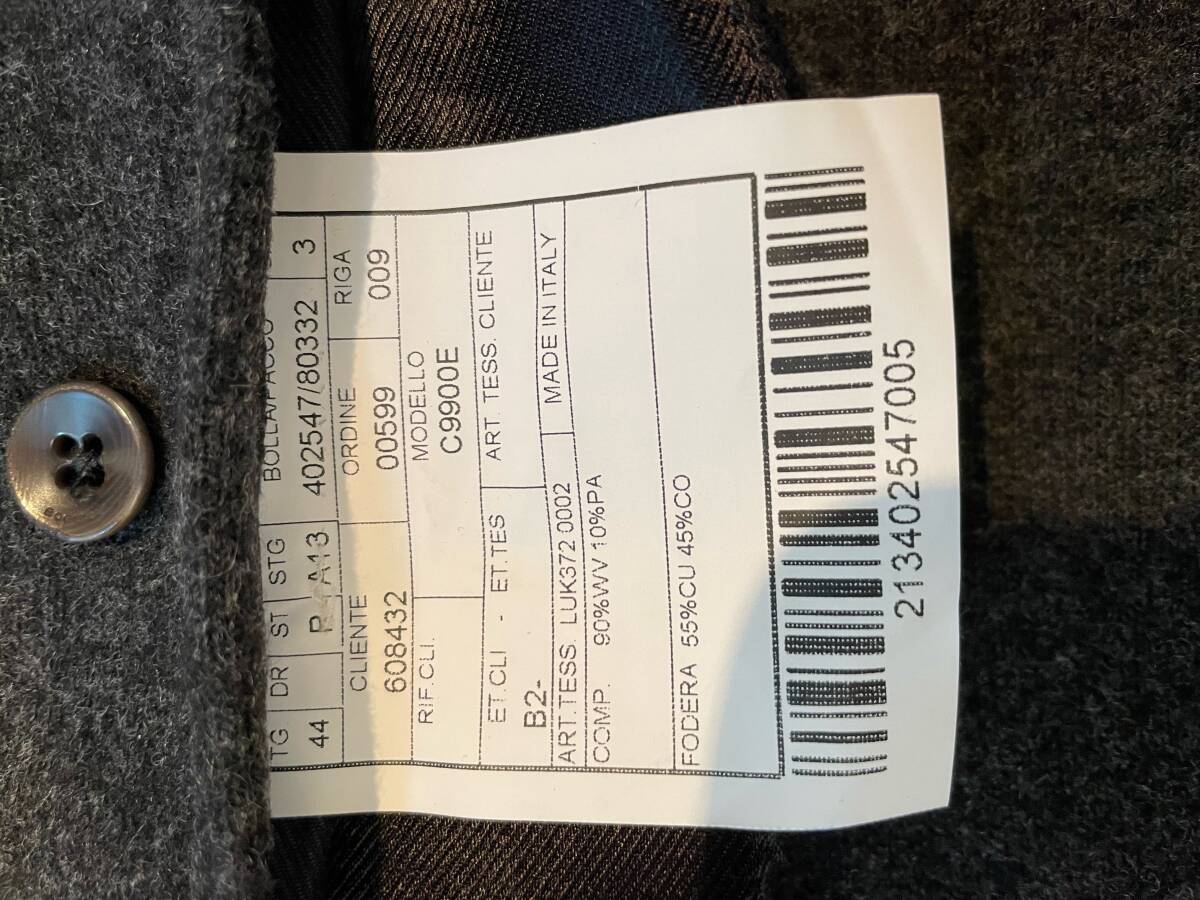 TG DR ST STG BOLLA/PACCO
44 R A13 402547/80332 3
CLIENTE ORDINE RIGA
608432 00599 009
RIF.CLI. MODELLO
C9900E
ET.CLI - ET.TES ART. TESS. CLIENTE
B2-
ART.TESS. LUK372 0002 MADE IN ITALY
COMP. 90%WV 10%PA
FODERA 55%CU 45%CO
213402547005